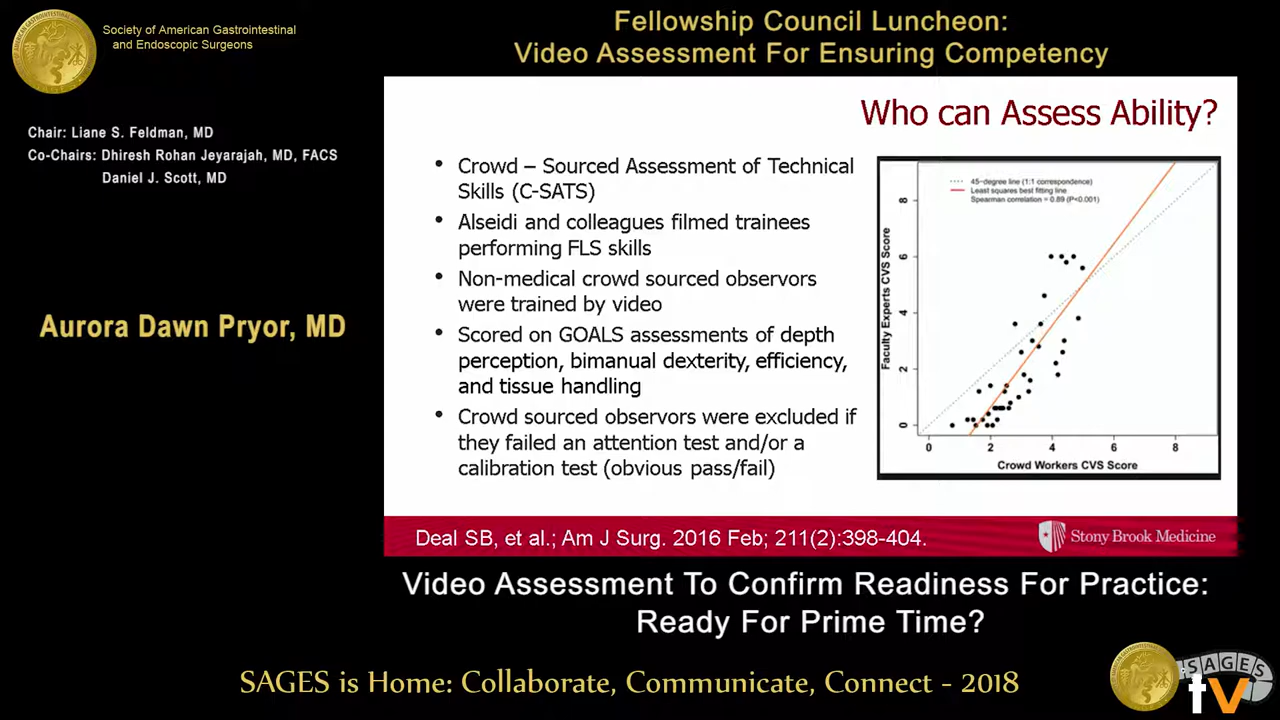 Society of American Gastrointestinal
and Endoscopic Surgeons
Fellowship Council Luncheon:
Video Assessment For Ensuring Competency
Chair: Liane S. Feldman, MD
Co-Chairs: Dhiresh Rohan Jeyarajah, MD, FACS
Daniel J. Scott, MD
Aurora Dawn Pryor, MD
Who can Assess Ability?
• Crowd – Sourced Assessment of Technical
Skills (C-SATS)
• Alseidi and colleagues filmed trainees
performing FLS skills
• Non-medical crowd sourced observors
were trained by video
• Scored on GOALS assessments of depth
perception, bimanual dexterity, efficiency,
and tissue handling
• Crowd sourced observors were excluded if
they failed an attention test and/or a
calibration test (obvious pass/fail)
45-degree line (1:1 correspondence)
Least squares best fitting line
Spearman correlation = 0.89 (P<0.001)
Faculty Experts CVS Score
8
6
4
2
0
0 2 4 6 8
Crowd Workers CVS Score
Deal SB, et al.; Am J Surg. 2016 Feb; 211(2):398-404.
Stony Brook Medicine
Video Assessment To Confirm Readiness For Practice:
Ready For Prime Time?
SAGES is Home: Collaborate, Communicate, Connect - 2018
SAGES
tv